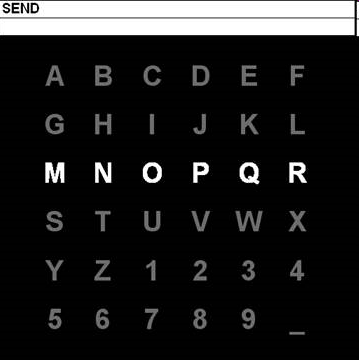 SEND
A B C D E F
G H I J K L
M N O P Q R
S T U V W X
Y Z 1 2 3 4
5 6 7 8 9 _